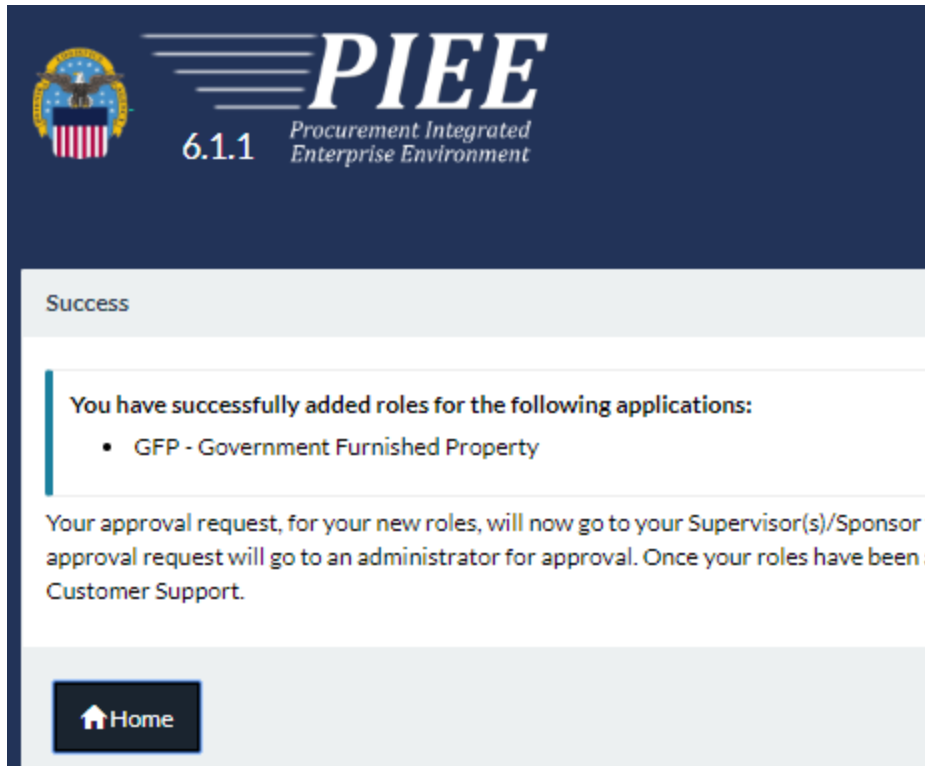 PIEE
6.1.1
Procurement Integrated
Enterprise Environment
Success
You have successfully added roles for the following applications:
• GFP - Government Furnished Property
Your approval request, for your new roles, will now go to your Supervisor(s)/Sponsor
approval request will go to an administrator for approval. Once your roles have been
Customer Support.
Home